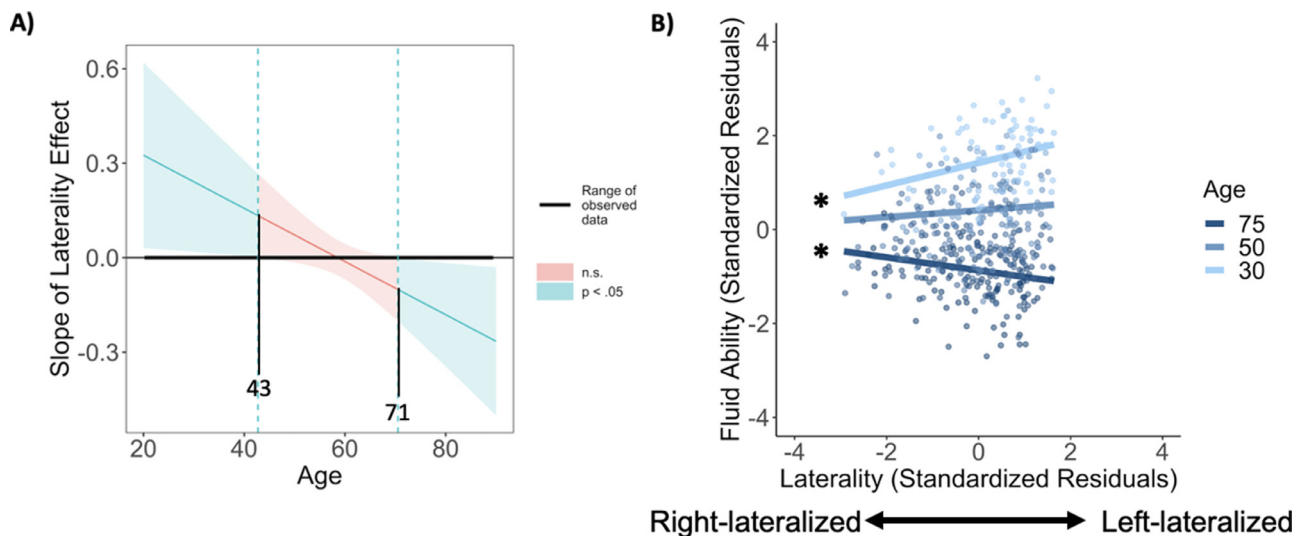 A)
Slope of Laterality Effect
0.6
0.3
0.0
-0.3
43
71
20
40
60
80
Age
Range of
observed
data
n.s.
p < .05
B)
Fluid Ability (Standardized Residuals)
4
2
0
-2
-4
*
*
-4
-2
0
2
4
Laterality (Standardized Residuals)
Right-lateralized
Left-lateralized
Age
75
50
30